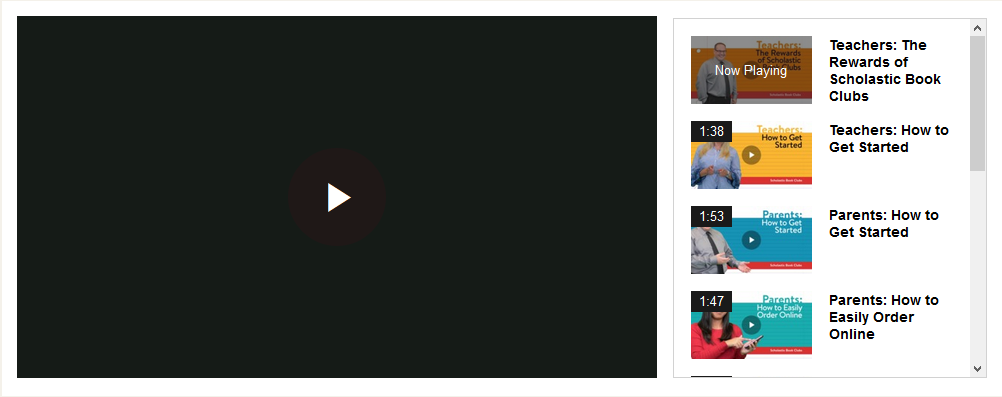 Teachers:
The Rewards
of Scholastic
Book Clubs
Now Playing
Scholastic Book Clubs
Teachers: The
Rewards of
Scholastic Book
Clubs
1:38
Teachers:
How to Get
Started
Scholastic Book Clubs
Teachers: How to
Get Started
1:53
Parents:
How to Get
Started
Scholastic Book Clubs
Parents: How to
Get Started
1:47
Parents:
How to Easily
Order Online
Scholastic Book Clubs
Parents: How to
Easily Order
Online